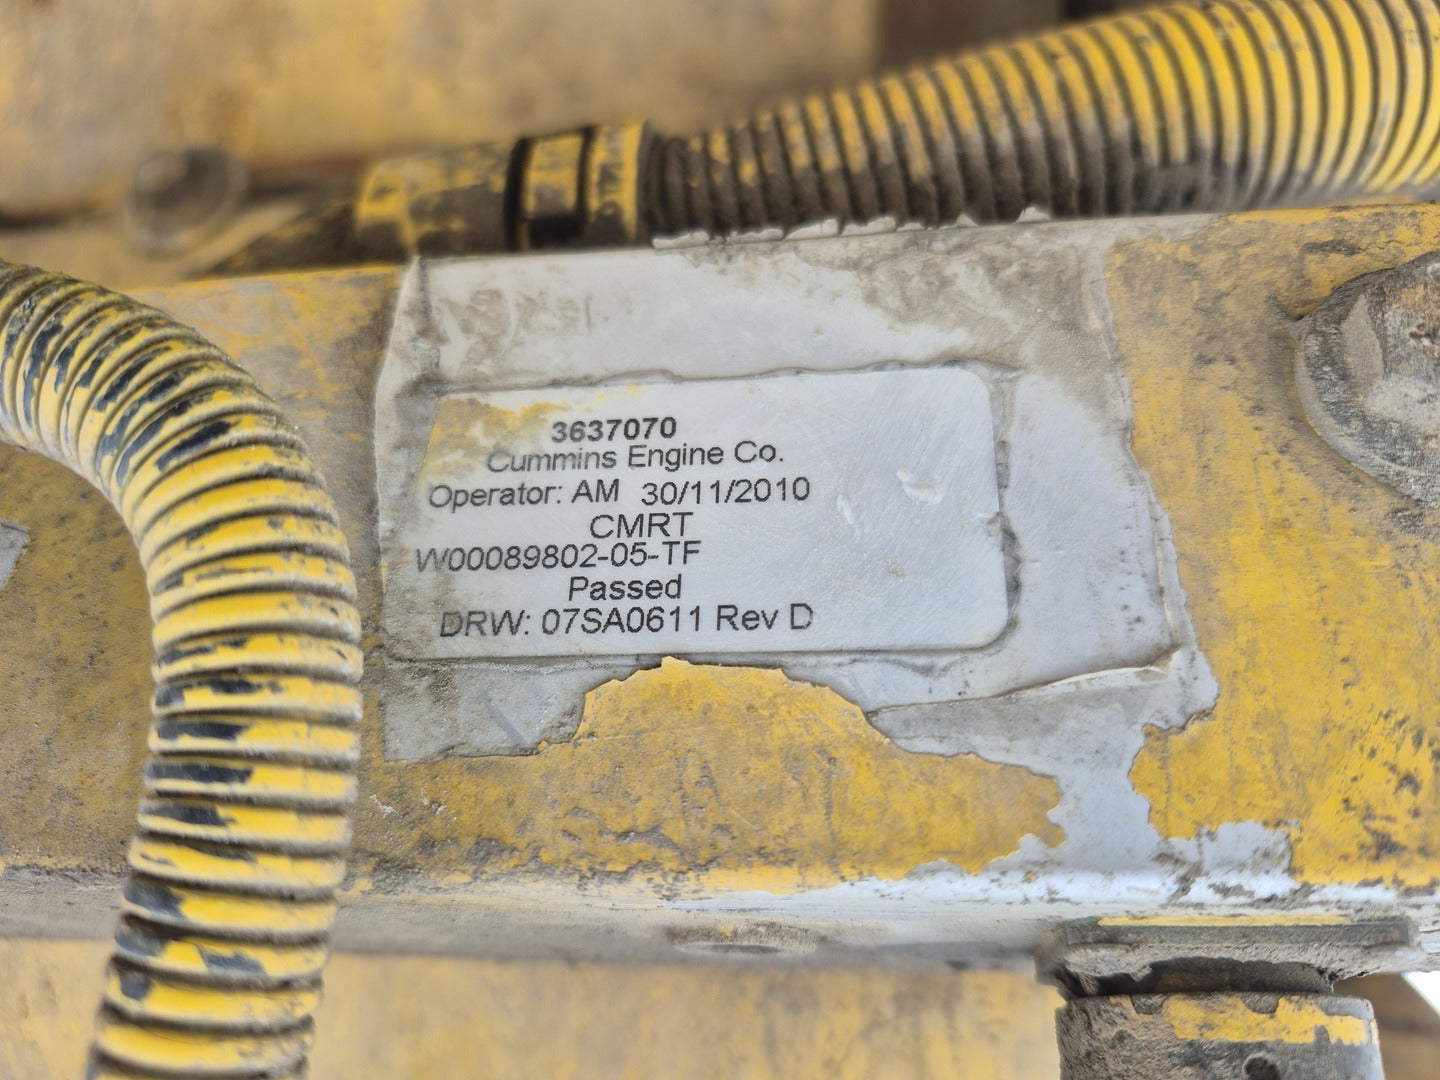 3637070
Cummins Engine Co.
Operator: AM 30/11/2010
CMRT
W00089802-05-TF
Passed
DRW: 07SA0611 Rev D